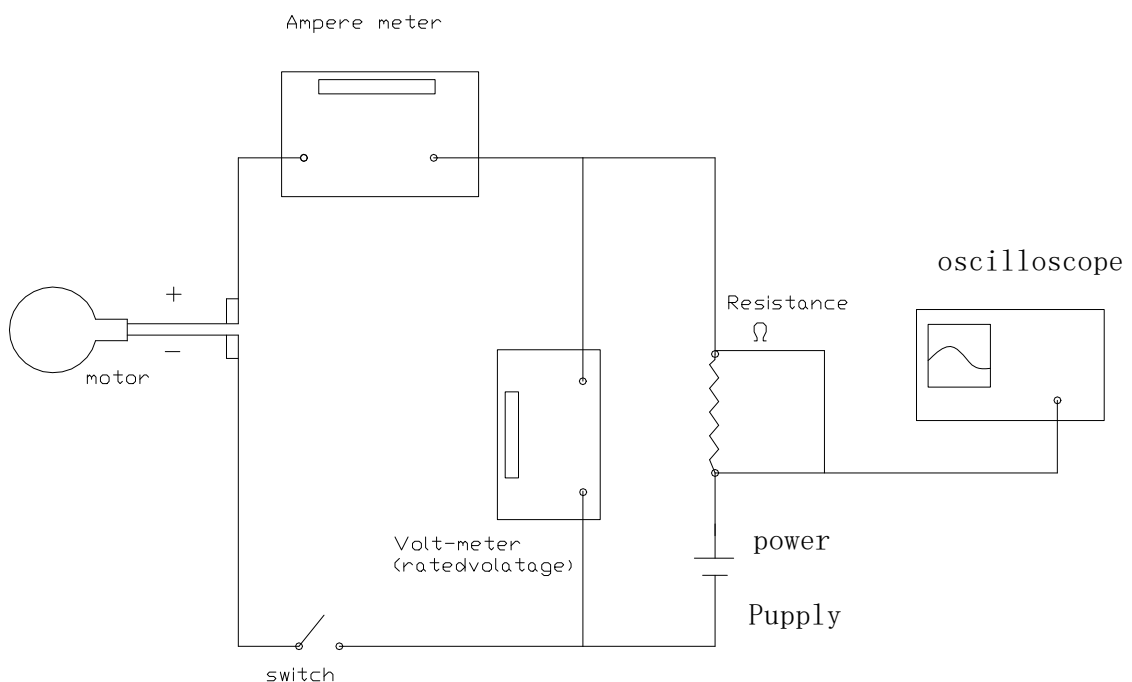 Ampere meter
oscilloscope
+
Resistance
Ω
−
motor
Volt-meter
(ratedvolatage)
power
Pupply
switch